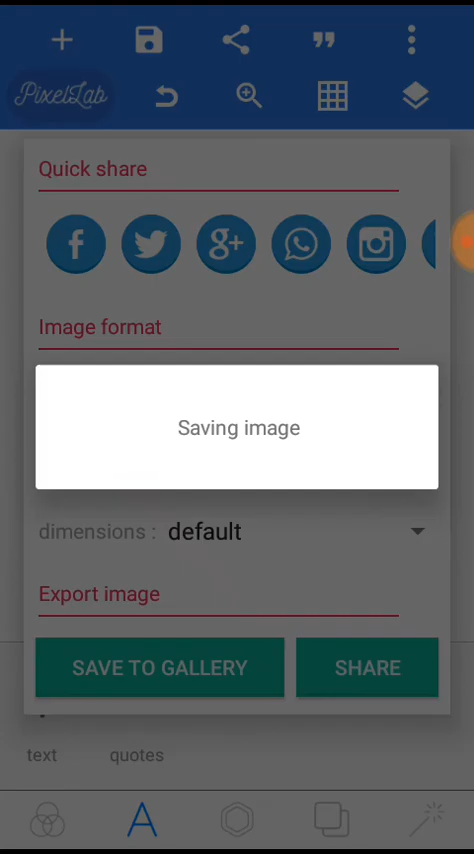 PixelLab
Quick share
Image format
Saving image
dimensions : default
Export image
SAVE TO GALLERY
SHARE
text
quotes